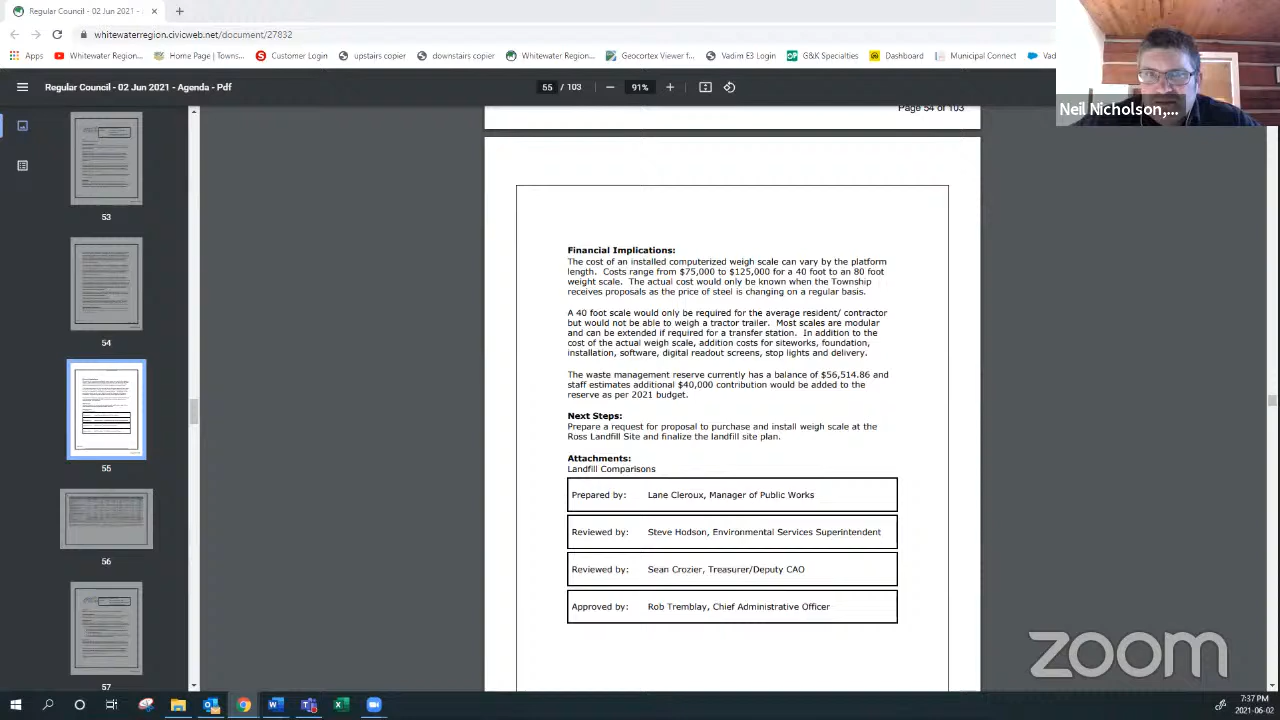 Regular Council - 02 Jun 2021 - A
whitewaterregion.civicweb.net/document/27832
Apps Whitewater Region... Home Page | Towns... Customer Login upstairs copier downstairs copier Whitewater Region... Geocortex Viewer f... Vadim E3 Login G&K Specialties Dashboard Municipal Connect Vad
Neil Nicholson,...
Regular Council - 02 Jun 2021 - Agenda - Pdf
55 / 103
91%
Page 54 of 103
53
54
55
56
57
Financial Implications:
The cost of an installed computerized weigh scale can vary by the platform
length. Costs range from $75,000 to $125,000 for a 40 foot to an 80 foot
weight scale. The actual cost would only be known when the Township
receives proposals as the price of steel is changing on a regular basis.
A 40 foot scale would only be required for the average resident/ contractor
but would not be able to weigh a tractor trailer. Most scales are modular
and can be extended if required for a transfer station. In addition to the
cost of the actual weigh scale, addition costs for siteworks, foundation,
installation, software, digital readout screens, stop lights and delivery.
The waste management reserve currently has a balance of $56,514.86 and
staff estimates additional $40,000 contribution would be added to the
reserve as per 2021 budget.
Next Steps:
Prepare a request for proposal to purchase and install weigh scale at the
Ross Landfill Site and finalize the landfill site plan.
Attachments:
Landfill Comparisons
Prepared by: Lane Cleroux, Manager of Public Works
Reviewed by: Steve Hodson, Environmental Services Superintendent
Reviewed by: Sean Crozier, Treasurer/Deputy CAO
Approved by: Rob Tremblay, Chief Administrative Officer
zoom
7:37 PM
2021-06-02